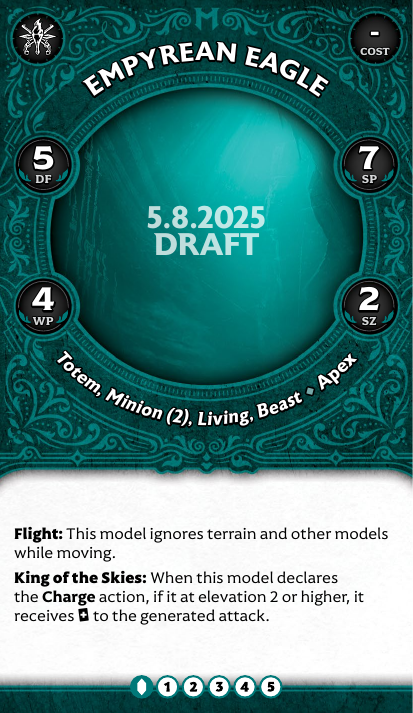 -
COST
EMPYREAN EAGLE
5
DF
7
SP
5.8.2025
DRAFT
4
WP
2
SZ
Totem, Minion (2), Living, Beast ◆ Apex
Flight: This model ignores terrain and other models
while moving.
King of the Skies: When this model declares
the Charge action, if it at elevation 2 or higher, it
receives to the generated attack.
1 2 3 4 5